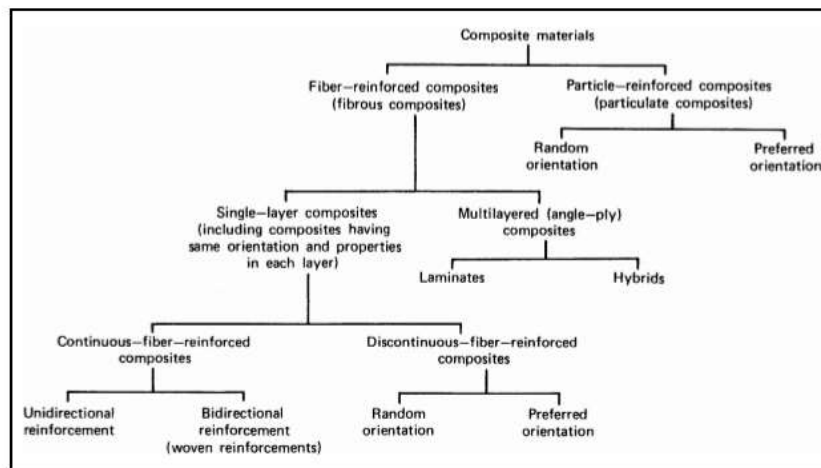 Composite materials
Fiber—reinforced composites
(fibrous composites)
Particle—reinforced composites
(particulate composites)
Random
orientation
Preferred
orientation
Single—layer composites
(including composites having
same orientation and properties
in each layer)
Multilayered (angle—ply)
composites
Laminates
Hybrids
Continuous—fiber—reinforced
composites
Discontinuous—fiber—reinforced
composites
Unidirectional
reinforcement
Bidirectional
reinforcement
(woven reinforcements)
Random
orientation
Preferred
orientation